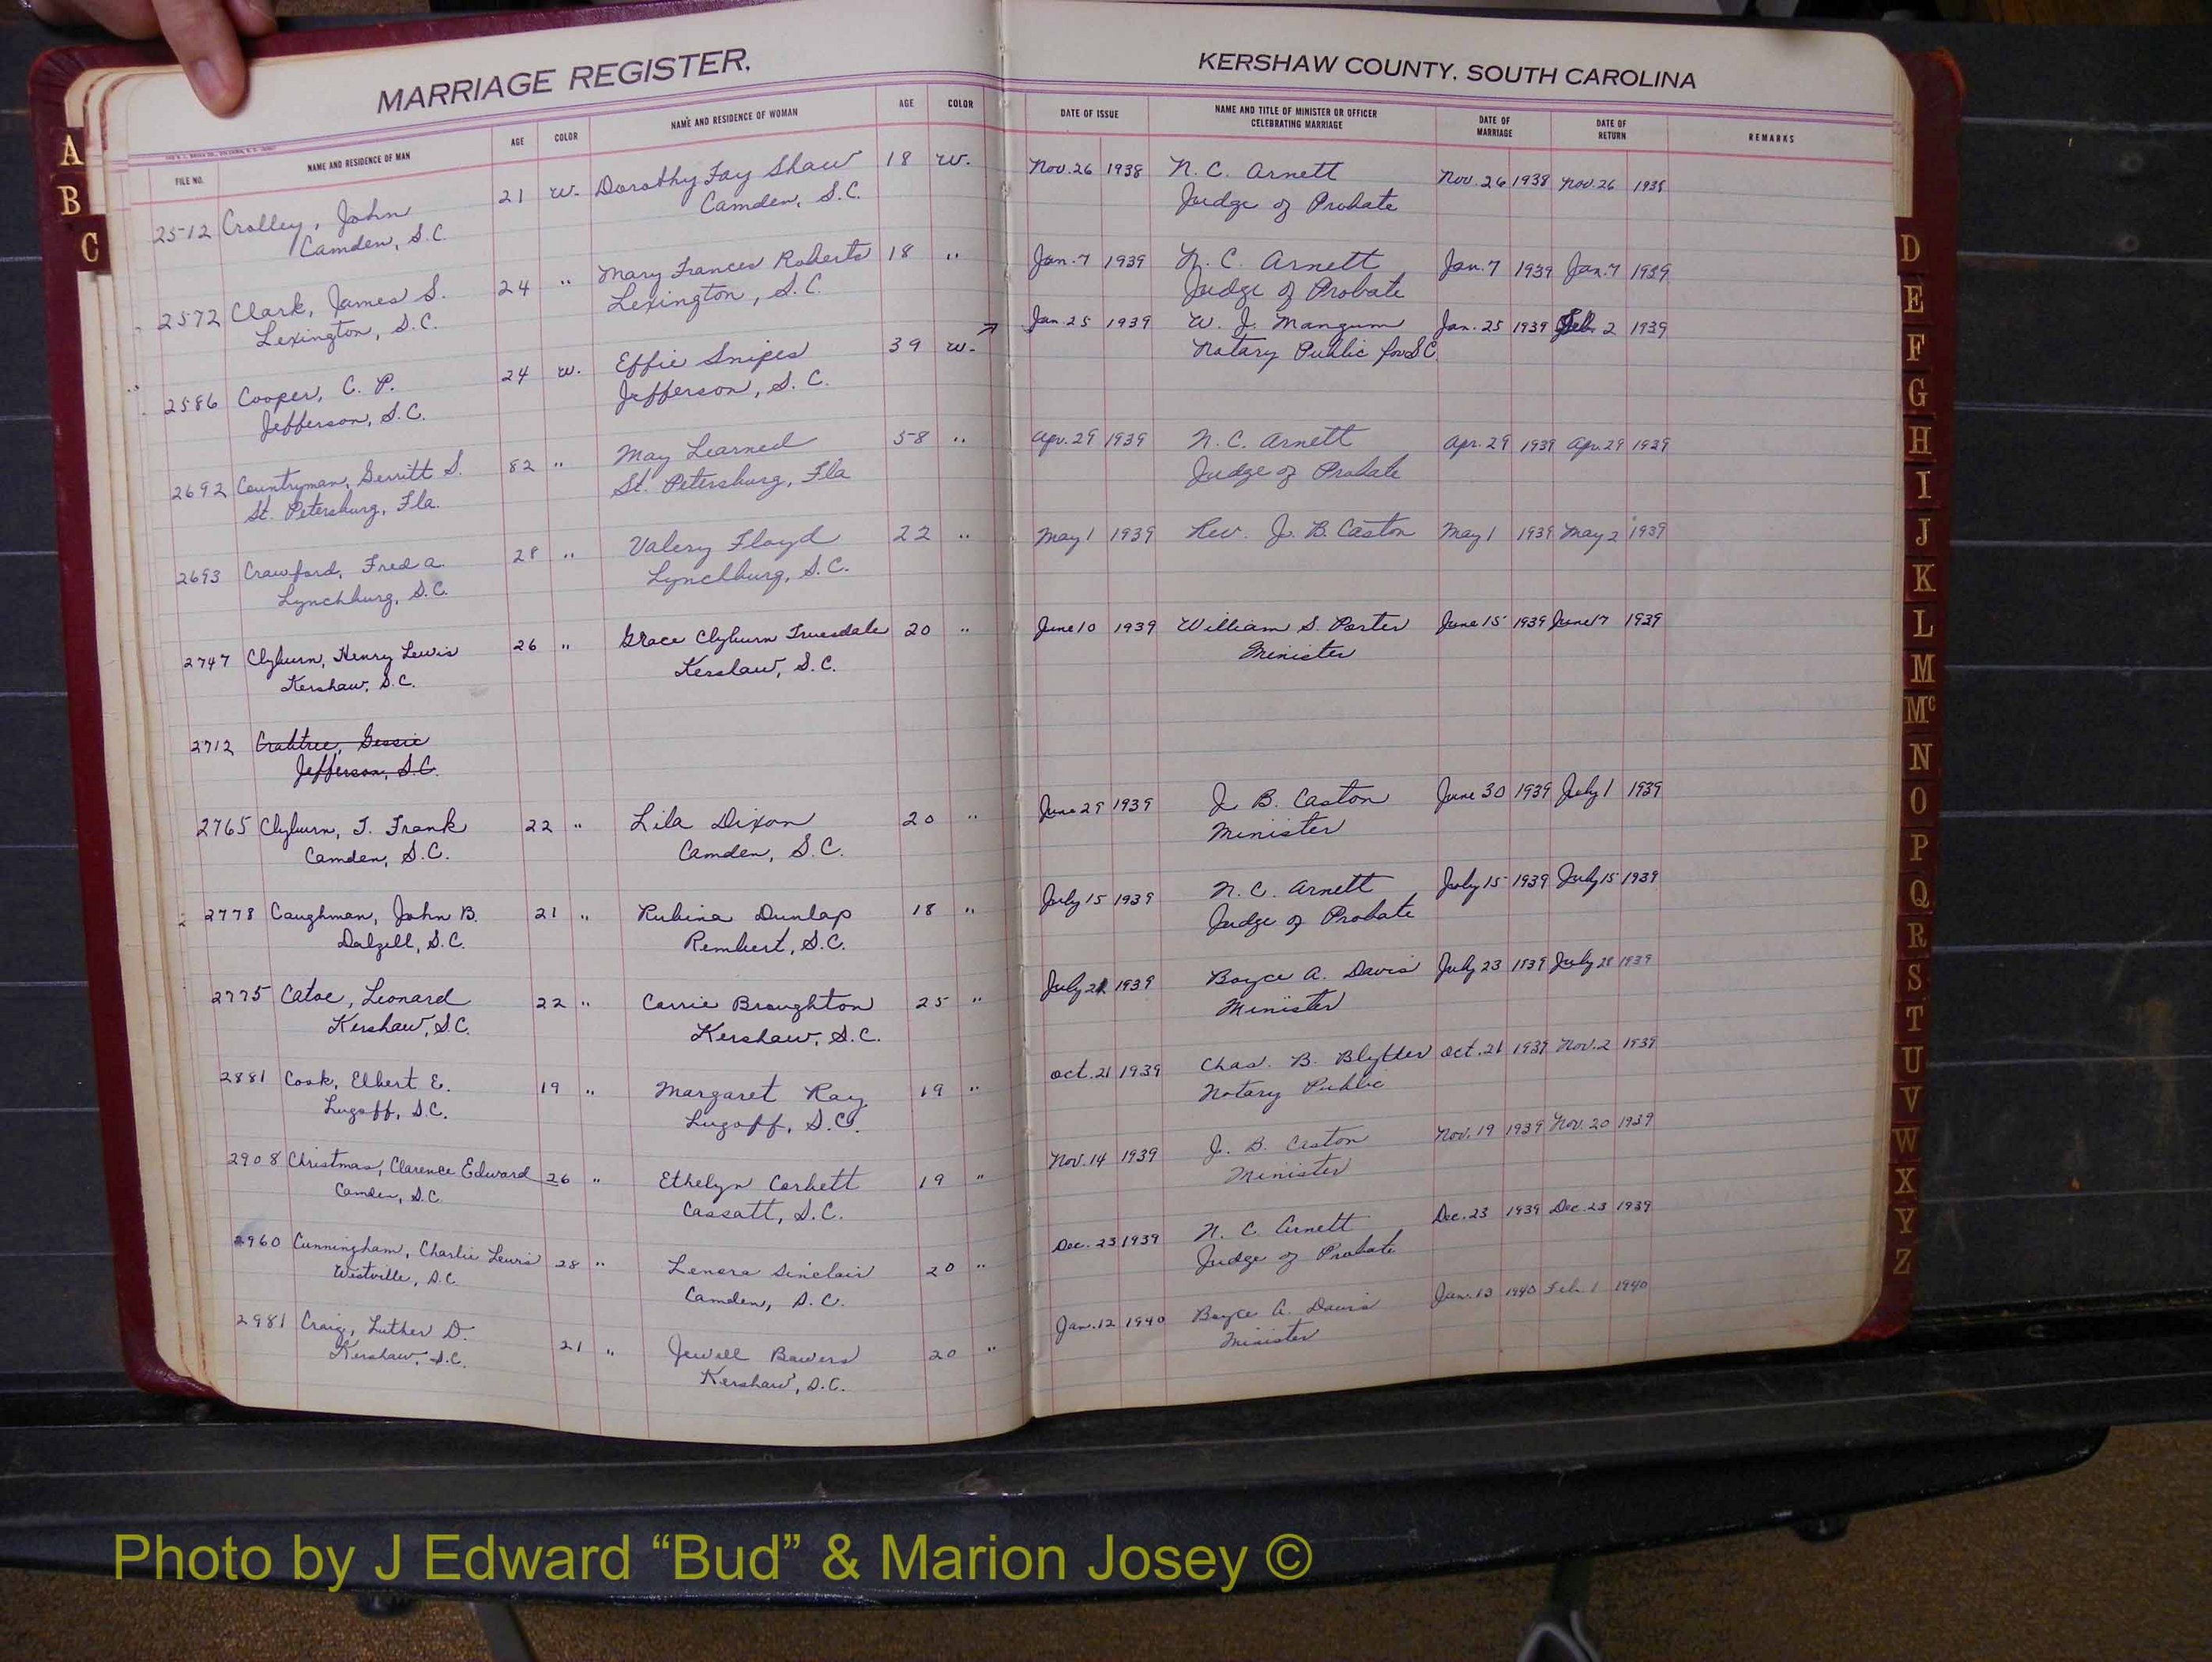 MARRIAGE REGISTER,
KERSHAW COUNTY, SOUTH CAROLINA
FILE NO. NAME AND RESIDENCE OF MAN AGE COLOR NAME AND RESIDENCE OF WOMAN AGE COLOR DATE OF ISSUE NAME AND TITLE OF MINISTER OR OFFICER CELEBRATING MARRIAGE DATE OF MARRIAGE DATE OF RETURN REMARKS
2512 Crolley, John 21 W. Dorothy Fay Shaw 18 W. Nov. 26 1938 N. C. Arnett Nov. 26 1938 Nov. 26 1938
Camden, S.C. Camden, S.C. Judge of Probate
2572 Clark, James S. 24 " Mary Frances Roberts 18 " Jan. 7 1939 N. C. Arnett Jan. 7 1939 Jan. 7 1939
Lexington, S.C. Lexington, S.C. Judge of Probate
2586 Cooper, C. P. 24 W. Effie Snipes 39 W. Jan. 25 1939 W. J. Mangum Jan. 25 1939 Feb. 2 1939
Jefferson, S.C. Jefferson, S.C. Notary Public for S.C.
2692 Countryman, Gerritt S. 82 " May Learned 58 " Apr. 29 1939 N. C. Arnett Apr. 29 1939 Apr. 29 1939
St. Petersburg, Fla. St. Petersburg, Fla Judge of Probate
2693 Crawford, Fred A. 28 " Valery Floyd 22 " May 1 1939 Rev. J. B. Caston May 1 1939 May 2 1939
Lynchburg, S.C. Lynchburg, S.C.
2747 Clyburn, Henry Lewis 26 " Grace Clyburn Truesdale 20 " June 10 1939 William S. Porter June 15 1939 June 17 1939
Kershaw, S.C. Kershaw, S.C. Minister
2712 Crabtree, Gessie
Jefferson, S.C.
2765 Clyburn, J. Frank 22 " Lila Dixon 20 " June 29 1939 J. B. Caston June 30 1939 July 1 1939
Camden, S.C. Camden, S.C. Minister
2778 Caughman, John B. 21 " Rubina Dunlap 18 " July 15 1939 N. C. Arnett July 15 1939 July 15 1939
Dalzell, S.C. Rembert, S.C. Judge of Probate
2775 Catoe, Leonard 22 " Carrie Broughton 25 " July 21 1939 Boyce A. Davis July 23 1939 July 28 1939
Kershaw, S.C. Kershaw, S.C. Minister
2881 Cook, Elbert E. 19 " Margaret Ray 19 " Oct. 21 1939 Chas. B. Oct. 21 1939 Nov. 2 1939
Lugoff, S.C. Lugoff, S.C. Notary Public
2908 Christmas, Clarence Edward 26 " Ethelyn Corbett 19 " Nov. 14 1939 J. B. Caston Nov. 19 1939 Nov. 20 1939
Camden, S.C. Cassatt, S.C. Minister
2960 Cunningham, Charlie Lewis 28 " Lenora Sinclair 20 " Dec. 23 1939 N. C. Arnett Dec. 23 1939 Dec. 23 1939
Westville, S.C. Camden, S.C. Judge of Probate
2981 Craig, Luther D. 21 " Jewell Bowers 20 " Jan. 12 1940 Boyce A. Davis Jan. 13 1940 Feb. 1 1940
Kershaw, S.C. Kershaw, S.C. Minister
A
B
C
D
E
F
G
H
I
J
K
L
M
Mc
N
O
P
Q
R
S
T
U
V
W
X
Y
Z
Photo by J Edward “Bud” & Marion Josey ©